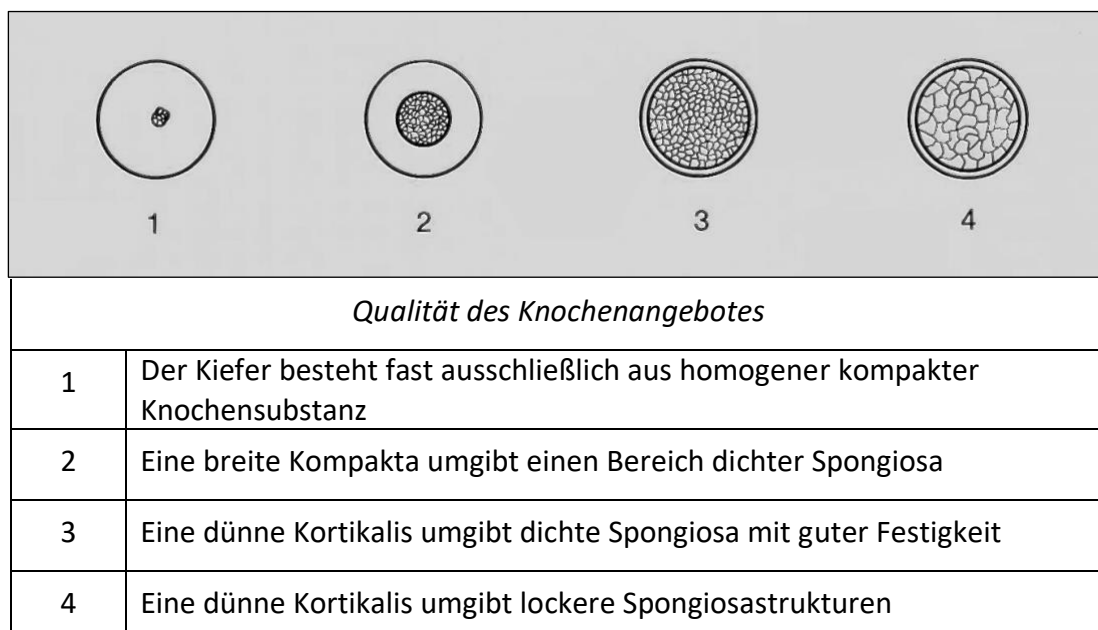 1 2 3 4
Qualität des Knochenangebotes
1 Der Kiefer besteht fast ausschließlich aus homogener kompakter
Knochensubstanz
2 Eine breite Kompakta umgibt einen Bereich dichter Spongiosa
3 Eine dünne Kortikalis umgibt dichte Spongiosa mit guter Festigkeit
4 Eine dünne Kortikalis umgibt lockere Spongiosastrukturen